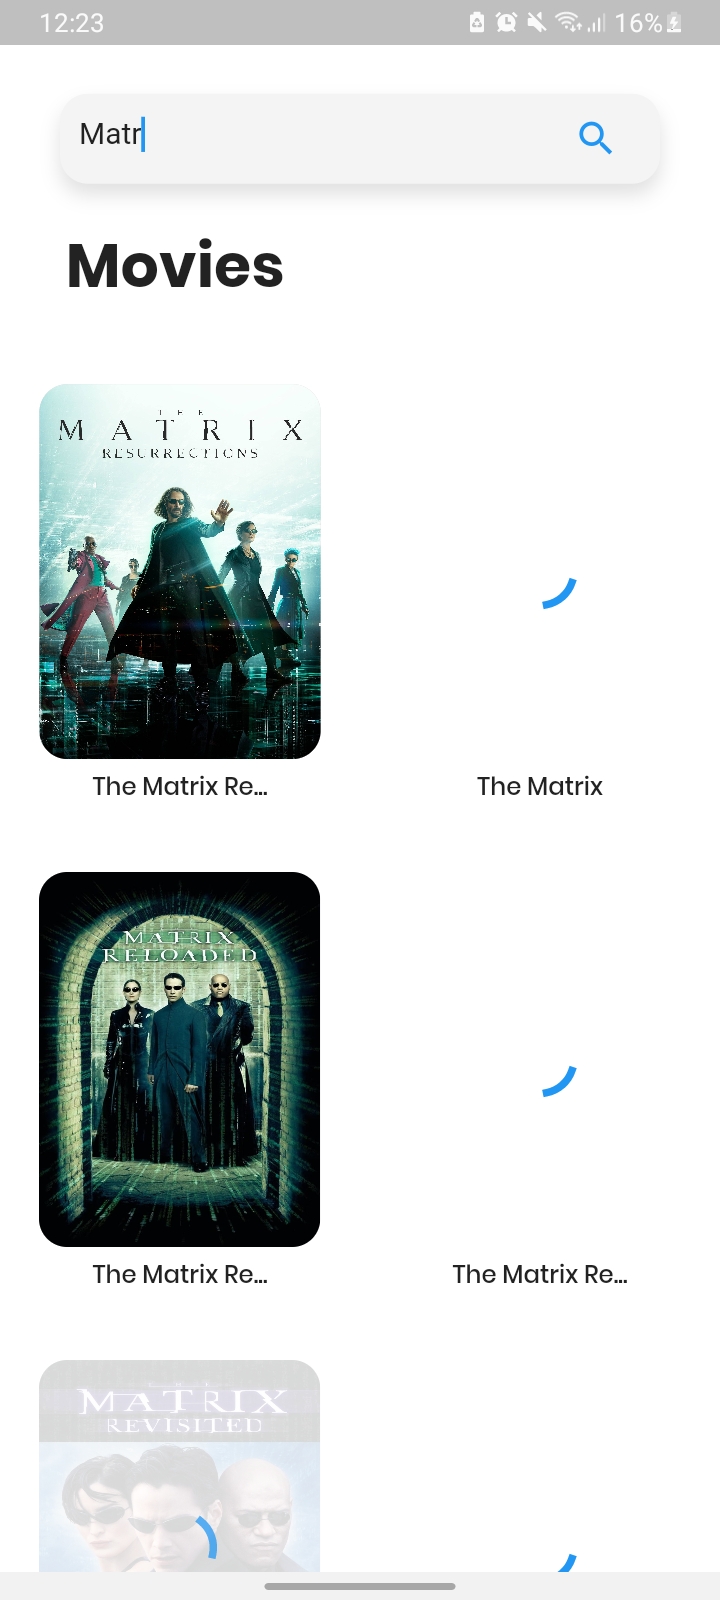 12:23
16%
Matr
Movies
THE
MATRIX
RESURRECTIONS
The Matrix Re...
The Matrix
MATRIX
RELOADED
The Matrix Re...
The Matrix Re...
THE
MATRIX
REVISITED